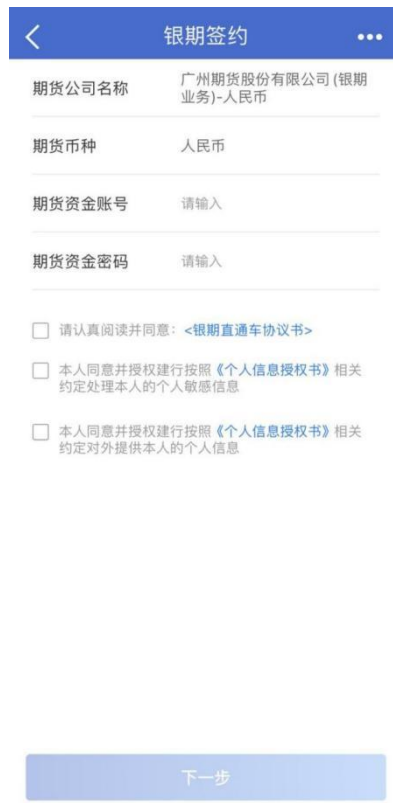 银期签约
期货公司名称
广州期货股份有限公司(银期
业务)-人民币
期货币种
人民币
期货资金账号
请输入
期货资金密码
请输入
请认真阅读并同意：<银期直通车协议书>
本人同意并授权建行按照《个人信息授权书》相关
约定处理本人的个人敏感信息
本人同意并授权建行按照《个人信息授权书》相关
约定对外提供本人的个人信息
下一步